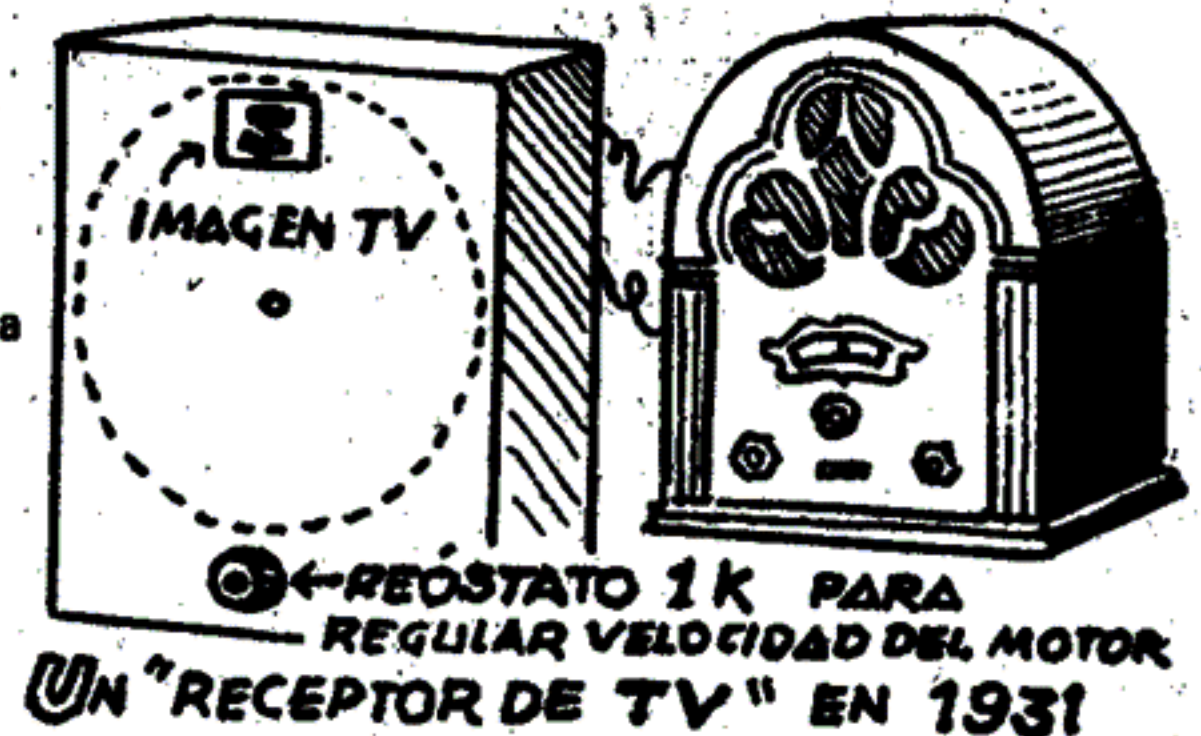 IMAGEN TV
a
REÓSTATO 1K PARA
REGULAR VELOCIDAD DEL MOTOR
UN "RECEPTOR DE TV" EN 1931